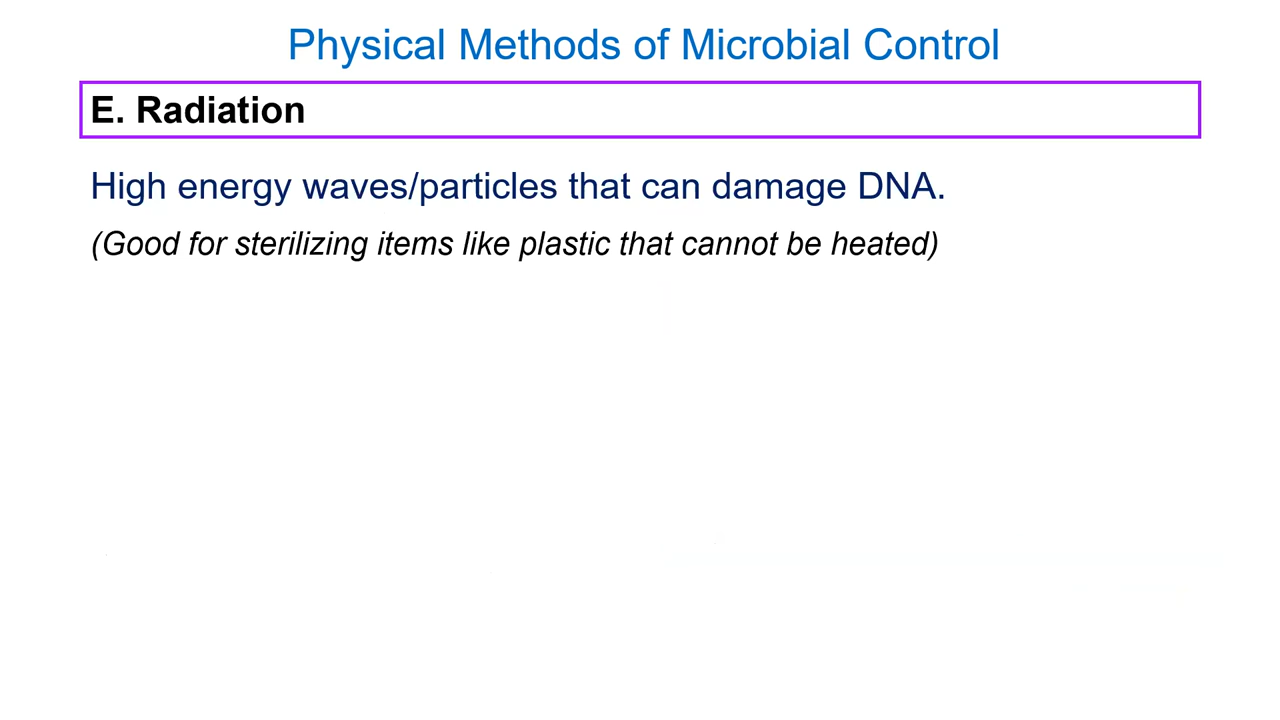 Physical Methods of Microbial Control
E. Radiation
High energy waves/particles that can damage DNA.
(Good for sterilizing items like plastic that cannot be heated)